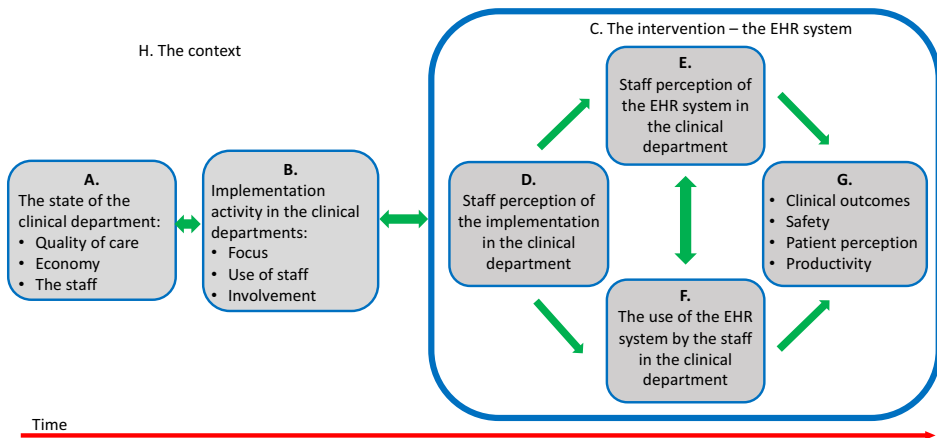 H. The context
C. The intervention – the EHR system
A.
The state of the
clinical department:
• Quality of care
• Economy
• The staff
B.
Implementation
activity in the clinical
departments:
• Focus
• Use of staff
• Involvement
D.
Staff perception
of the implementation
in the clinical
department
E.
Staff perception of
the EHR system in
the clinical
department
F.
The use of the EHR
system by the staff
in the clinical
department
G.
• Clinical outcomes
• Safety
• Patient perception
• Productivity
Time